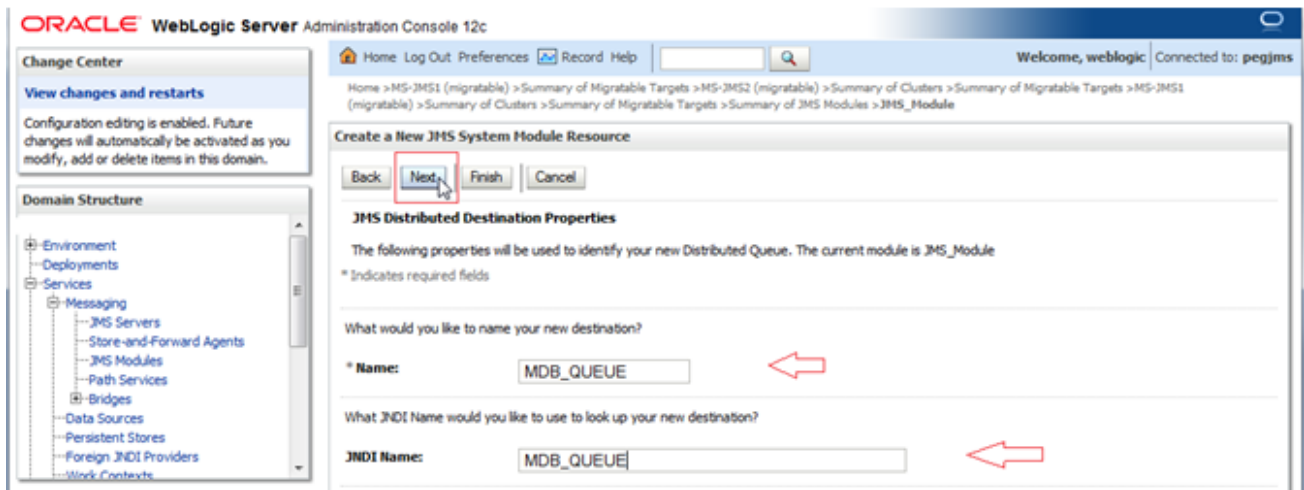 ORACLE WebLogic Server Administration Console 12c
Change Center
View changes and restarts
Configuration editing is enabled. Future
changes will automatically be activated as you
modify, add or delete items in this domain.
Domain Structure
Environment
Deployments
Services
Messaging
JMS Servers
Store-and-Forward Agents
JMS Modules
Path Services
Bridges
Data Sources
Persistent Stores
Foreign JNDI Providers
Work Contexts
Home Log Out Preferences Record Help
Welcome, weblogic Connected to: pegjms
Home >MS-JMS1 (migratable) >Summary of Migratable Targets >MS-JMS2 (migratable) >Summary of Clusters >Summary of Migratable Targets >MS-JMS1
(migratable) >Summary of Clusters >Summary of Migratable Targets >Summary of JMS Modules >JMS_Module
Create a New JMS System Module Resource
Back Next Finish Cancel
JMS Distributed Destination Properties
The following properties will be used to identify your new Distributed Queue. The current module is JMS_Module
* Indicates required fields
What would you like to name your new destination?
* Name: MDB_QUEUE
What JNDI Name would you like to use to look up your new destination?
JNDI Name: MDB_QUEUE